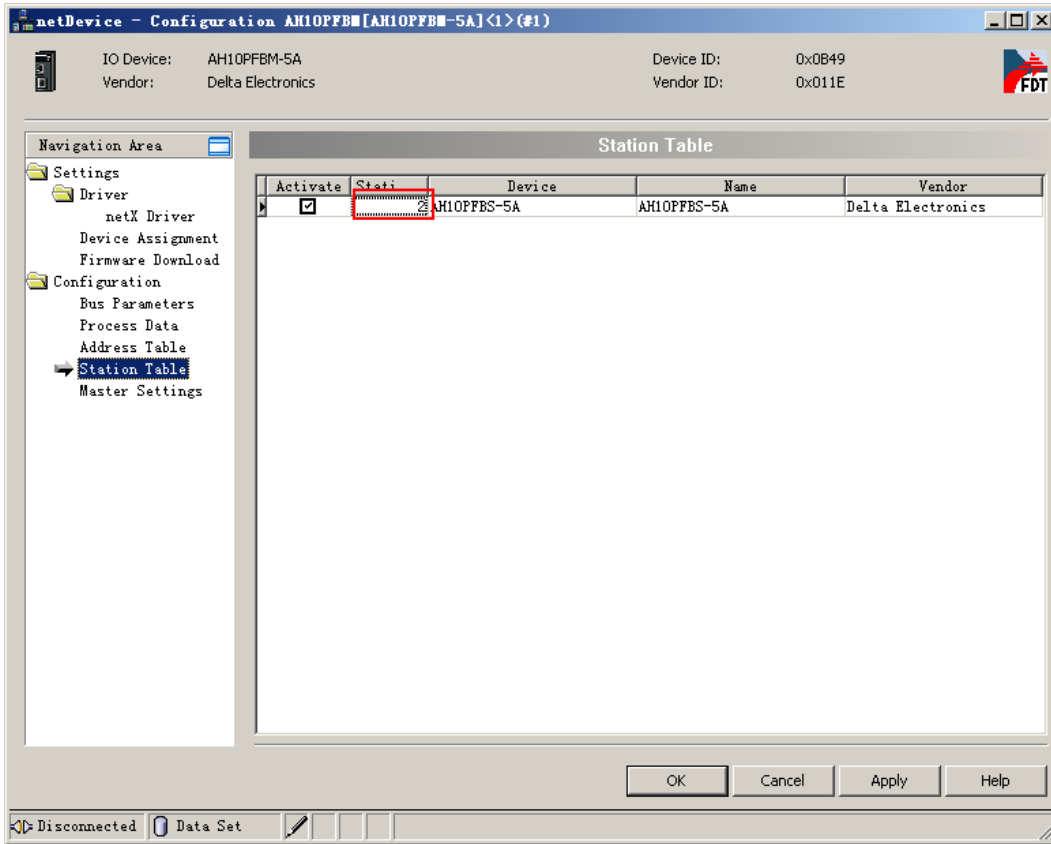 netDevice - Configuration AH10PFBM[AH10PFBM-5A]<1>(#1)
IO Device: AH10PFBM-5A Device ID: 0x0B49
Vendor: Delta Electronics Vendor ID: 0x011E
FDT
Navigation Area
Station Table
Settings
Driver
netX Driver
Device Assignment
Firmware Download
Configuration
Bus Parameters
Process Data
Address Table
Station Table
Master Settings
Activate Stati Device Name Vendor
2 AH10PFBS-5A AH10PFBS-5A Delta Electronics
OK Cancel Apply Help
Disconnected Data Set